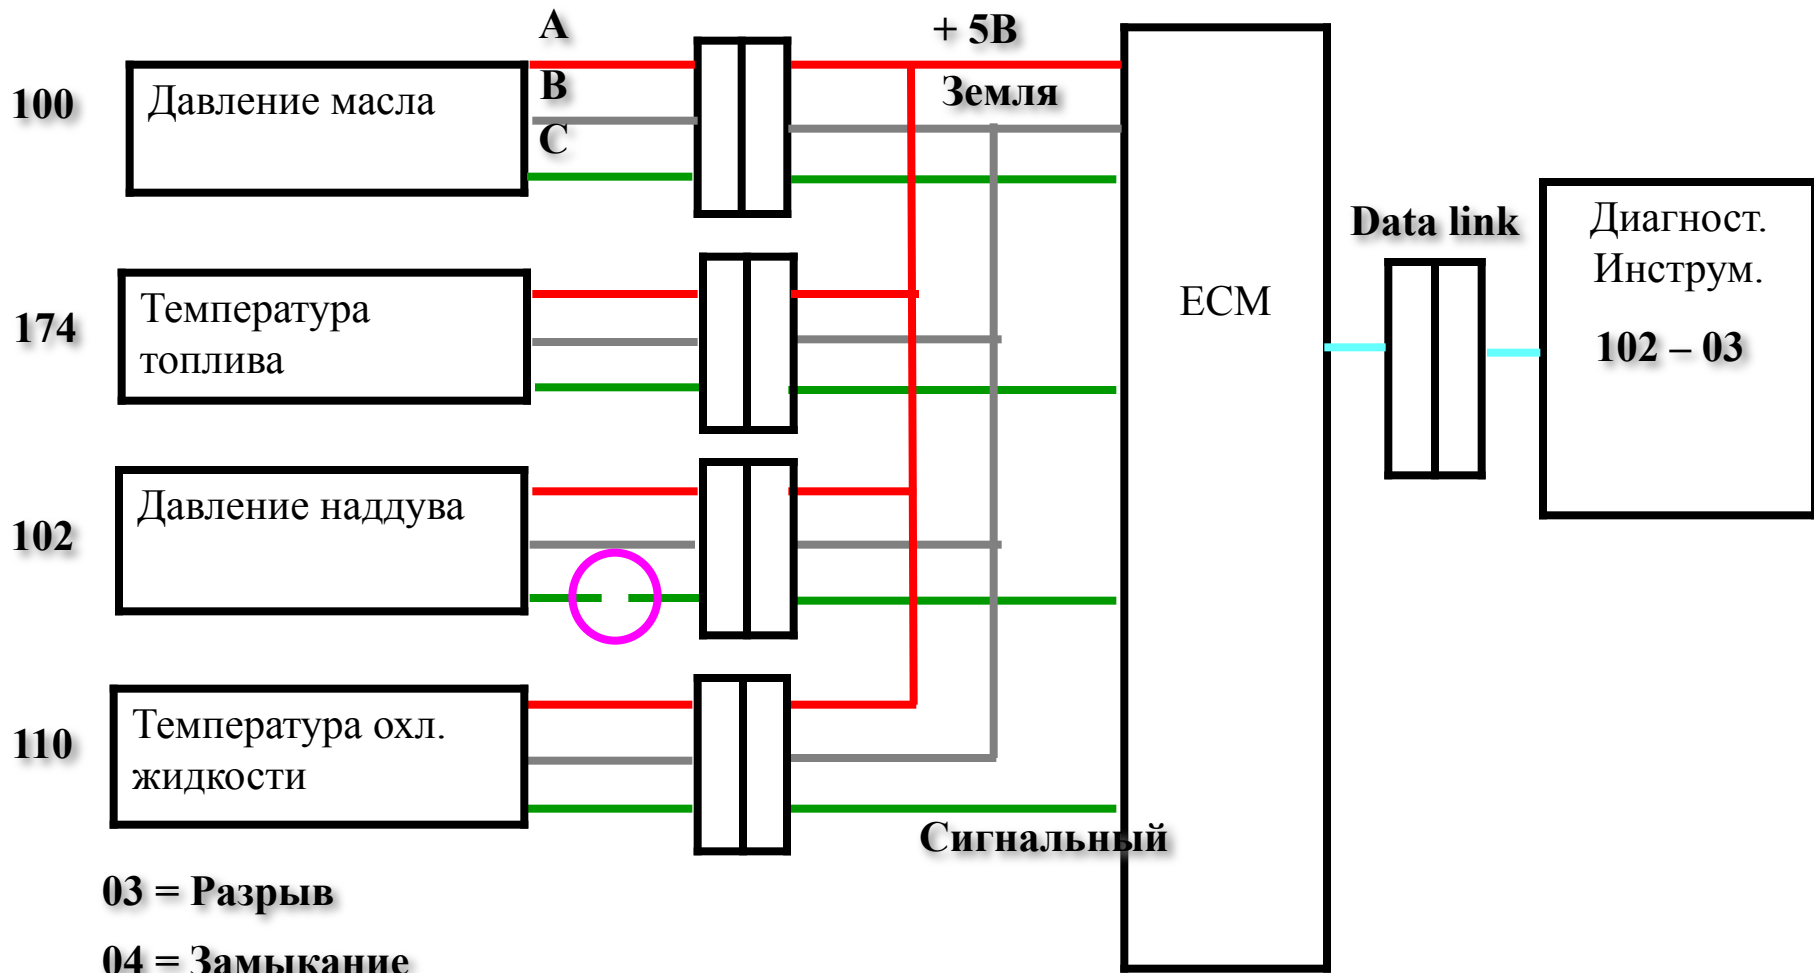 A
+ 5В
100
Давление масла
B
Земля
C
Data link
Диагност.
Инструм.
102 – 03
174
Температура
топлива
ECM
102
Давление наддува
110
Температура охл.
жидкости
Сигнальный
03 = Разрыв
04 = Замыкание